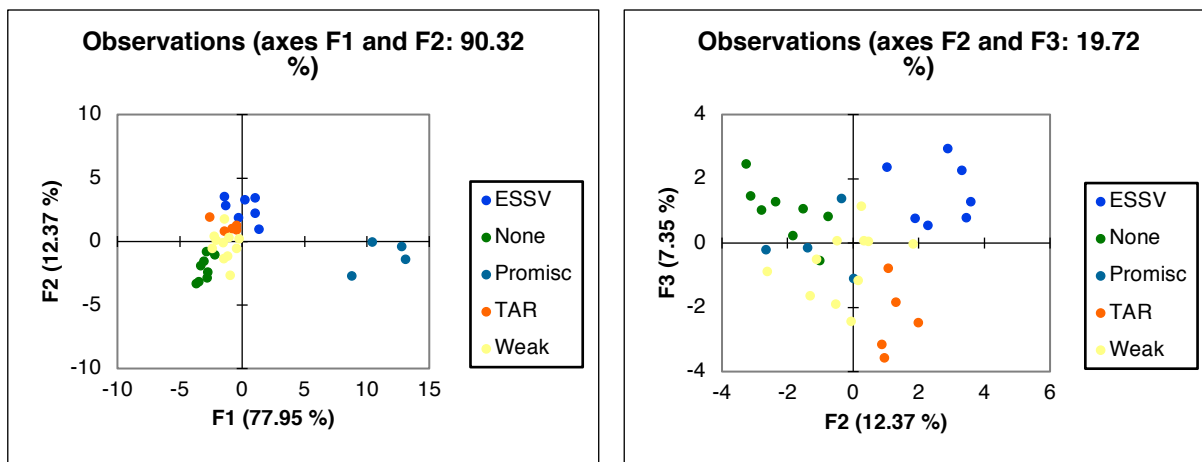 Observations (axes F1 and F2: 90.32
%)
10
5
0
-5
-10
-10
-5
0
5
10
15
F2 (12.37 %)
F1 (77.95 %)
ESSV
None
Promisc
TAR
Weak
Observations (axes F2 and F3: 19.72
%)
4
2
0
-2
-4
-4
-2
0
2
4
6
F3 (7.35 %)
F2 (12.37 %)
ESSV
None
Promisc
TAR
Weak